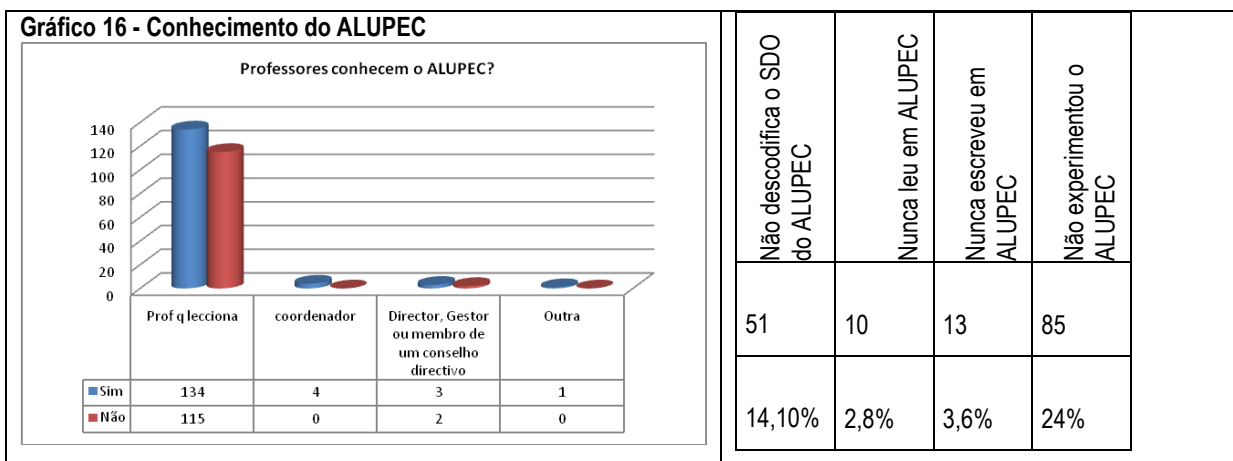 Gráfico 16 - Conhecimento do ALUPEC
Professores conhecem o ALUPEC?
140
120
100
80
60
40
20
0
Prof q lecciona
coordenador
Director, Gestor
ou membro de
um conselho
directivo
Outra
Sim 134 4 3 1
Não 115 0 2 0
Não descodifica o SDO
do ALUPEC
Nunca leu em ALUPEC
Nunca escreveu em
ALUPEC
Não experimentou o
ALUPEC
51 10 13 85
14,10% 2,8% 3,6% 24%